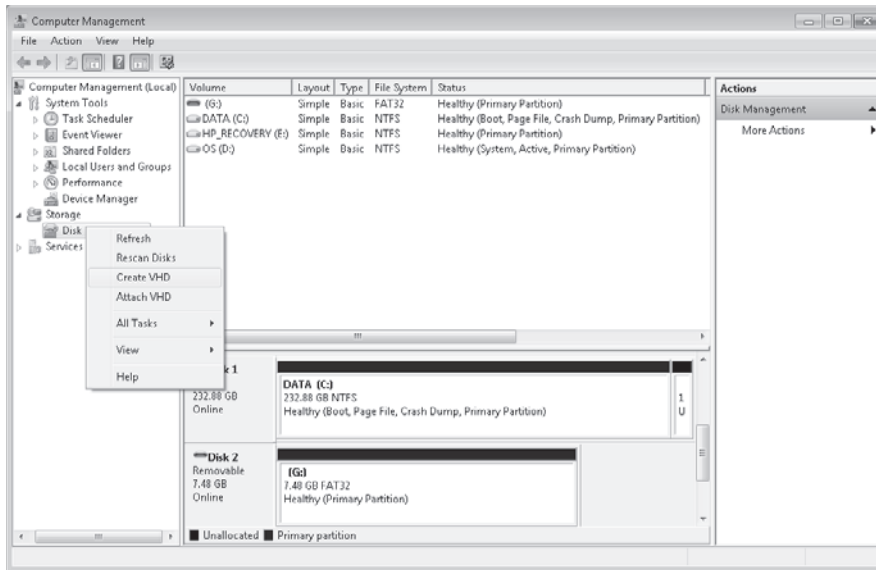 Computer Management
File Action View Help
Computer Management (Local)
System Tools
Task Scheduler
Event Viewer
Shared Folders
Local Users and Groups
Performance
Device Manager
Storage
Disk
Services
Refresh
Rescan Disks
Create VHD
Attach VHD
All Tasks
View
Help
Volume Layout Type File System Status
(G:) Simple Basic FAT32 Healthy (Primary Partition)
DATA (C:) Simple Basic NTFS Healthy (Boot, Page File, Crash Dump, Primary Partition)
HP_RECOVERY (E:) Simple Basic NTFS Healthy (Primary Partition)
OS (D:) Simple Basic NTFS Healthy (System, Active, Primary Partition)
k 1
232.88 GB
Online
DATA (C:)
232.88 GB NTFS
Healthy (Boot, Page File, Crash Dump, Primary Partition)
1
U
Disk 2
Removable
7.48 GB
Online
(G:)
7.48 GB FAT32
Healthy (Primary Partition)
Unallocated Primary partition
Actions
Disk Management
More Actions